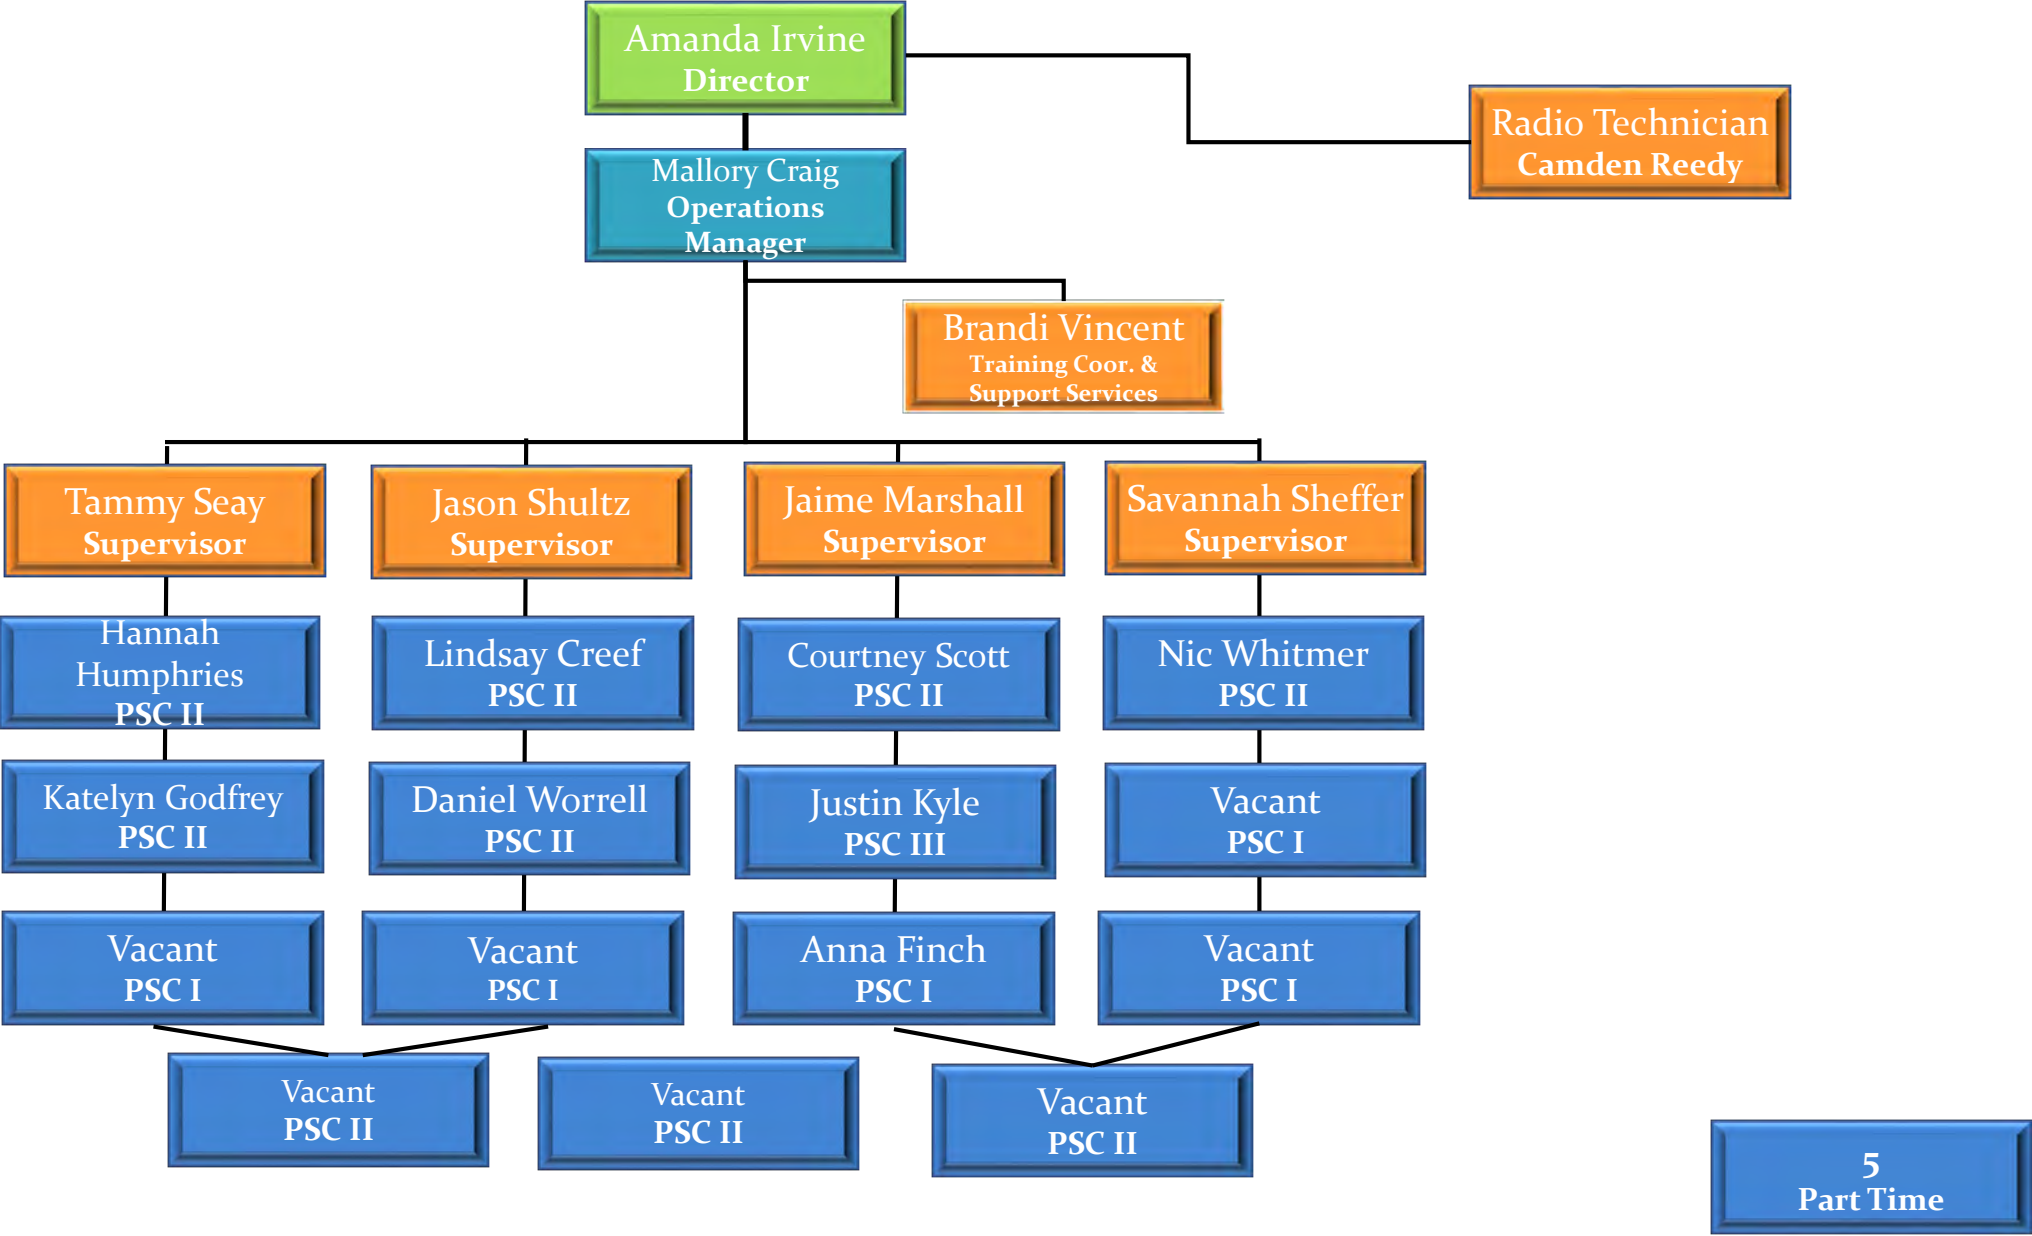 Amanda Irvine
Director
Radio Technician
Camden Reedy
Mallory Craig
Operations
Manager
Brandi Vincent
Training Coor. &
Support Services
Tammy Seay
Supervisor
Jason Shultz
Supervisor
Jaime Marshall
Supervisor
Savannah Sheffer
Supervisor
Hannah
Humphries
PSC II
Lindsay Creef
PSC II
Courtney Scott
PSC II
Nic Whitmer
PSC II
Katelyn Godfrey
PSC II
Daniel Worrell
PSC II
Justin Kyle
PSC III
Vacant
PSC I
Vacant
PSC I
Vacant
PSC I
Anna Finch
PSC I
Vacant
PSC I
Vacant
PSC II
Vacant
PSC II
Vacant
PSC II
5
Part Time